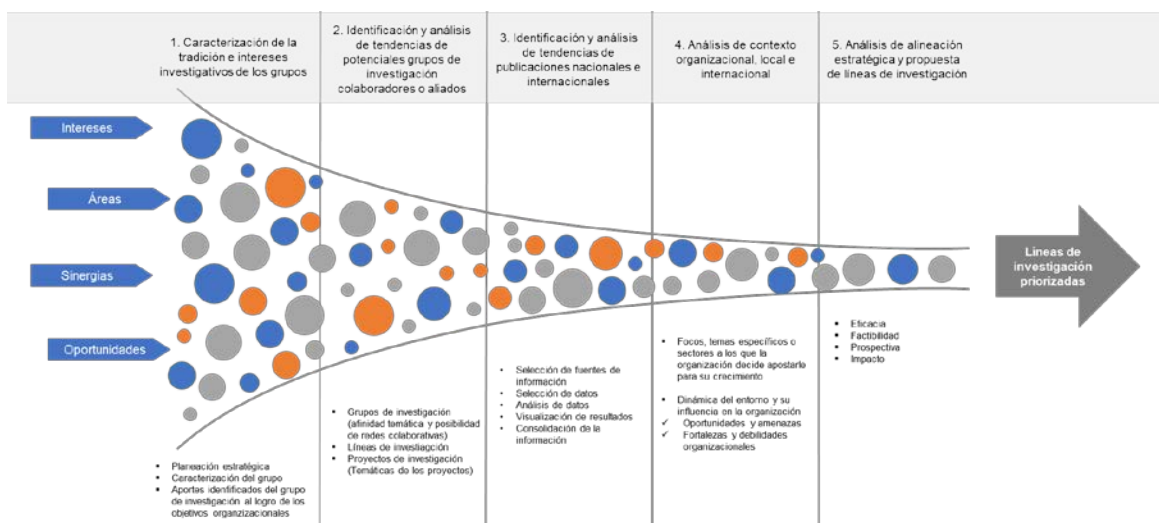 1. Caracterización de la
tradición e intereses
investigativos de los grupos
2. Identificación y análisis
de tendencias de
potenciales grupos de
investigación
colaboradores o aliados
3. Identificación y análisis
de tendencias de
publicaciones nacionales e
internacionales
4. Análisis de contexto
organizacional, local e
internacional
5. Análisis de alineación
estratégica y propuesta
de líneas de investigación
Intereses
Áreas
Sinergias
Oportunidades
Líneas de
investigación
priorizadas
▪ Planeación estratégica
▪ Caracterización del grupo
▪ Aportes identificados del grupo
de investigación al logro de los
objetivos organzizacionales
▪ Grupos de investigación
(afinidad temática y posibilidad
de redes colaborativas)
▪ Líneas de investiagción
▪ Proyectos de investigación
(Temáticas de los proyectos)
• Selección de fuentes de
información
• Selección de datos
• Análisis de datos
• Visualización de resultados
• Consolidación de la
información
• Focos, temas específicos o
sectores a los que la
organización decide apostarle
para su crecimiento
• Dinámica del entorno y su
influencia en la organización
✓ Oportunidades y amenazas
✓ Fortalezas y debilidades
organizacionales
▪ Eficacia
▪ Factibilidad
▪ Prospectiva
▪ Impacto